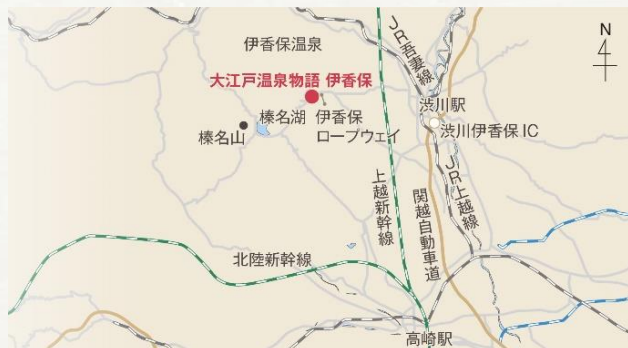 N
伊香保温泉
JR吾妻線
大江戸温泉物語 伊香保
渋川駅
渋川伊香保IC
榛名湖
伊香保
ロープウェイ
榛名山
JR上越線
上越新幹線
関越自動車道
北陸新幹線
高崎駅